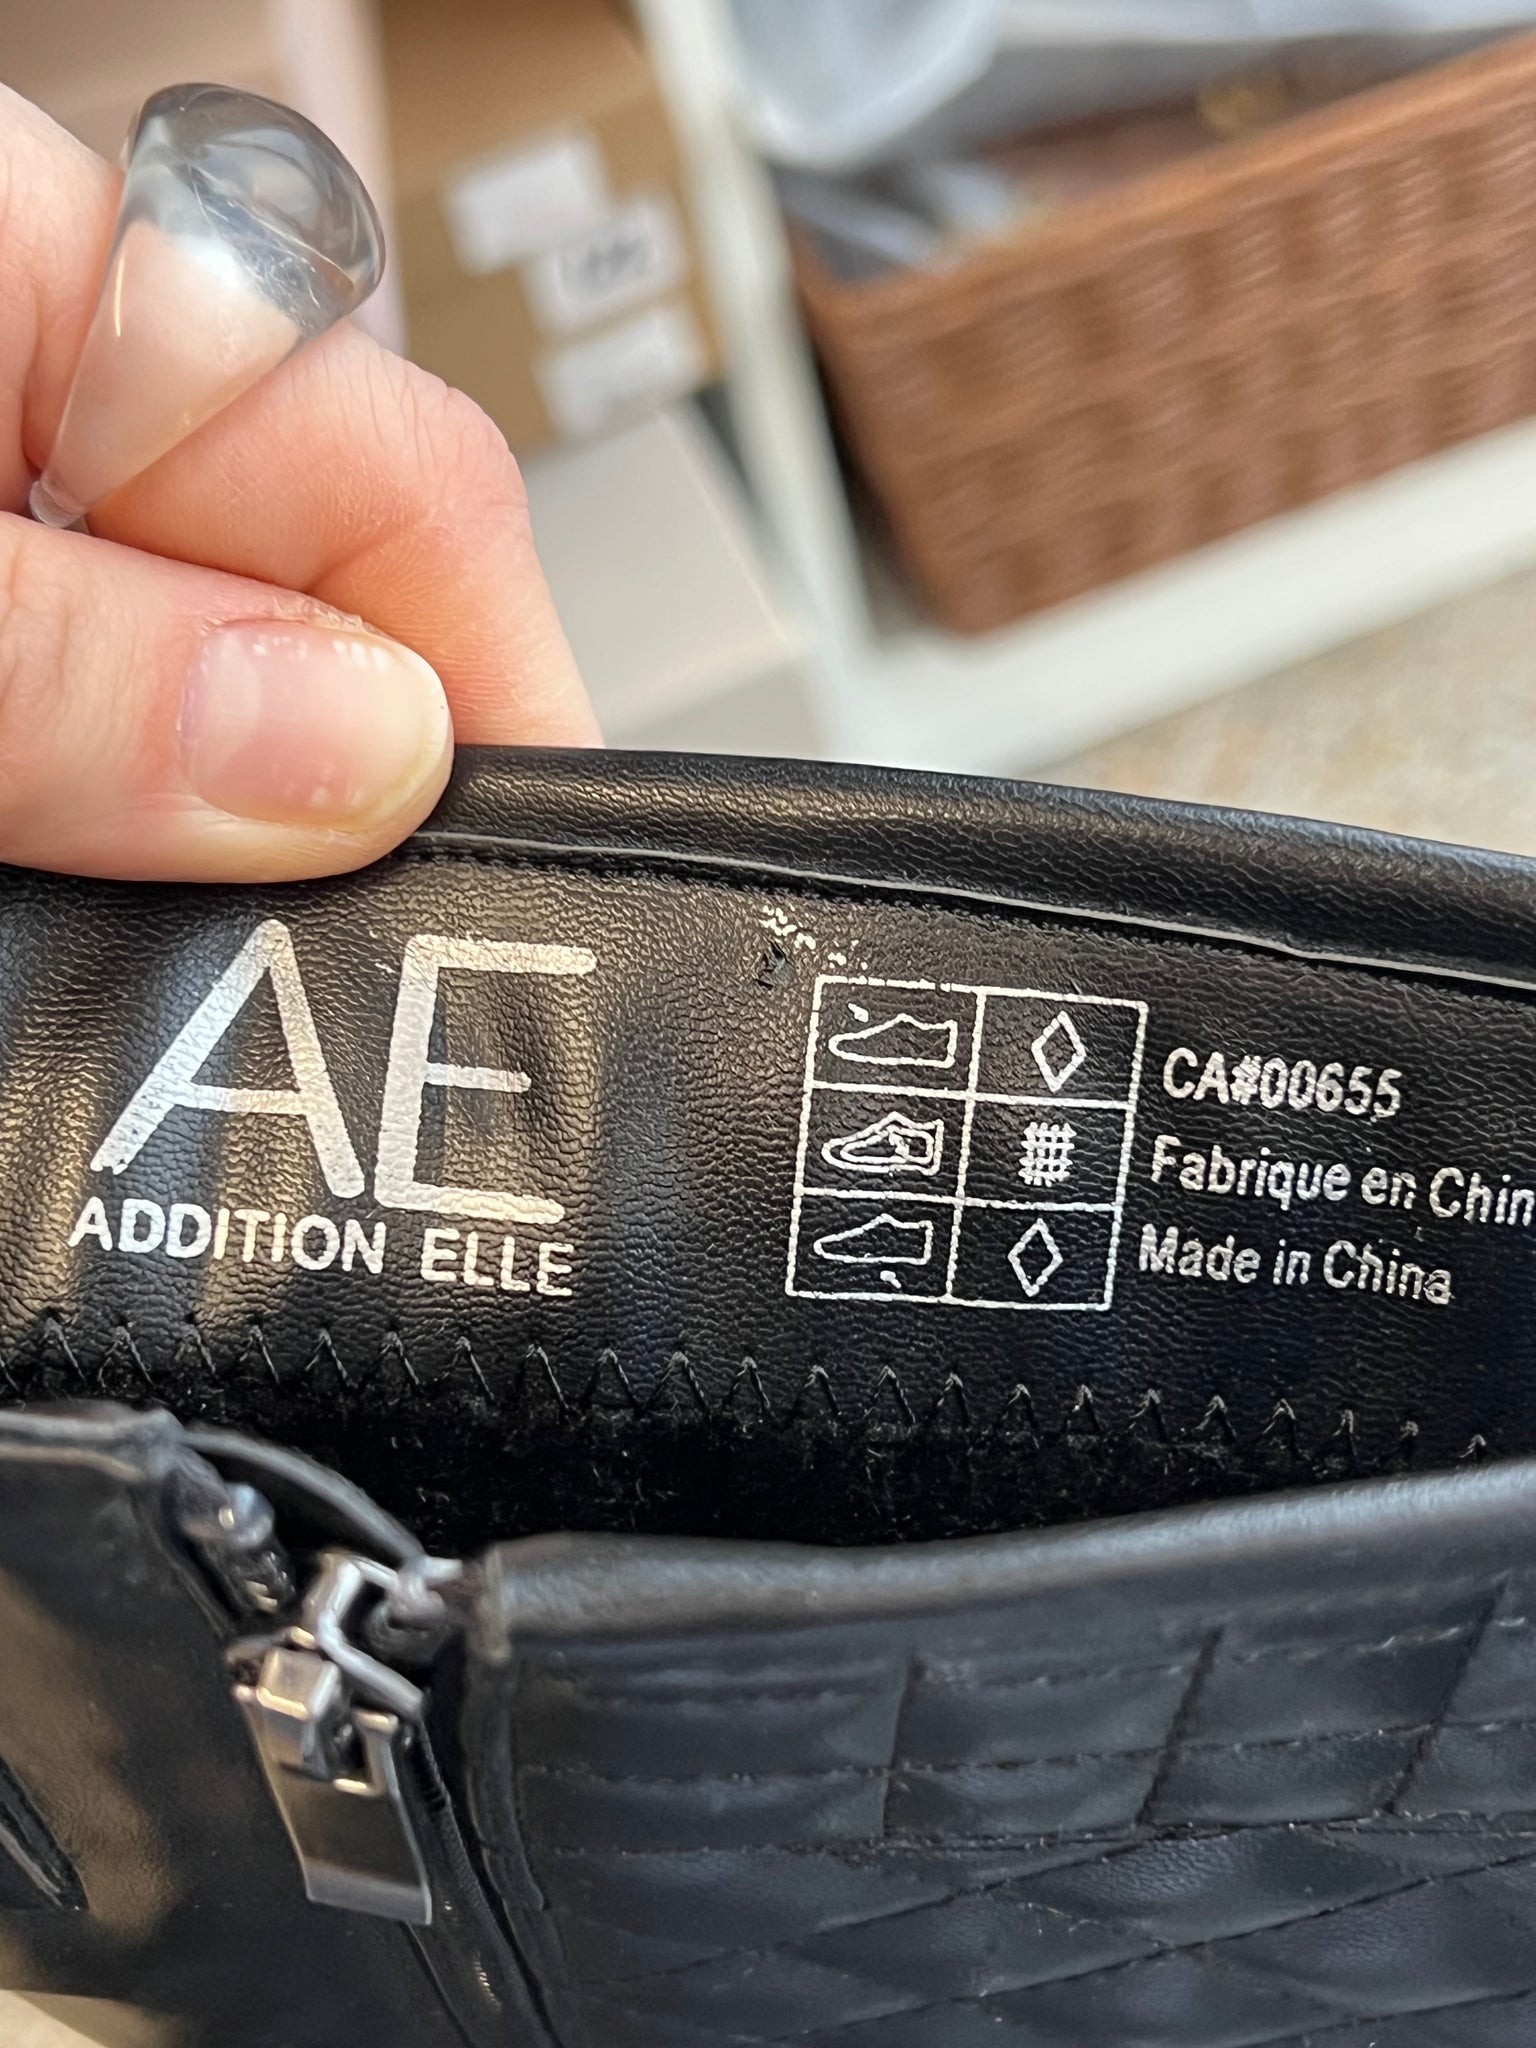 AE
ADDITION ELLE
CA#00655
Fabrique en Chin
Made in China